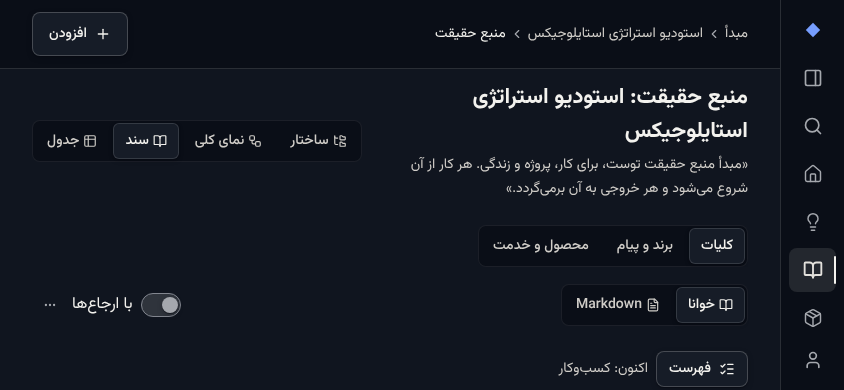 مبدأ › استودیو استراتژی استایلوجیکس › منبع حقیقت
افزودن
منبع حقیقت: استودیو استراتژی
استایلوجیکس
«مبدأ منبع حقیقت توست، برای کار، پروژه و زندگی. هر کار از آن
شروع می‌شود و هر خروجی به آن برمی‌گردد.»
ساختار نمای کلی سند جدول
کلیات برند و پیام محصول و خدمت
خوانا Markdown
با ارجاع‌ها
فهرست اکنون: کسب‌وکار